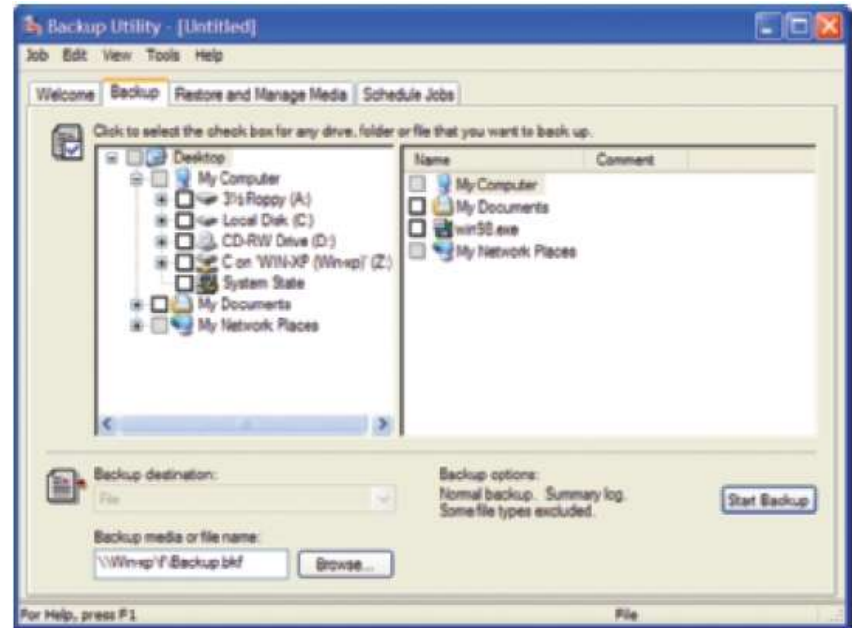 Backup Utility - [Untitled]
Job Edit View Tools Help
Welcome Backup Restore and Manage Media Schedule Jobs
Click to select the check box for any drive, folder or file that you want to back up.
Desktop
My Computer
3½ Floppy (A:)
Local Disk (C:)
CD-RW Drive (D:)
C on 'WIN-XP (Win-xp)' (Z:)
System State
My Documents
My Network Places
Name Comment
My Computer
My Documents
win98.exe
My Network Places
Backup destination:
File
Backup media or file name:
\\Win-xp\f\Backup.bkf
Browse...
Backup options:
Normal backup. Summary log.
Some file types excluded.
Start Backup
For Help, press F1
File